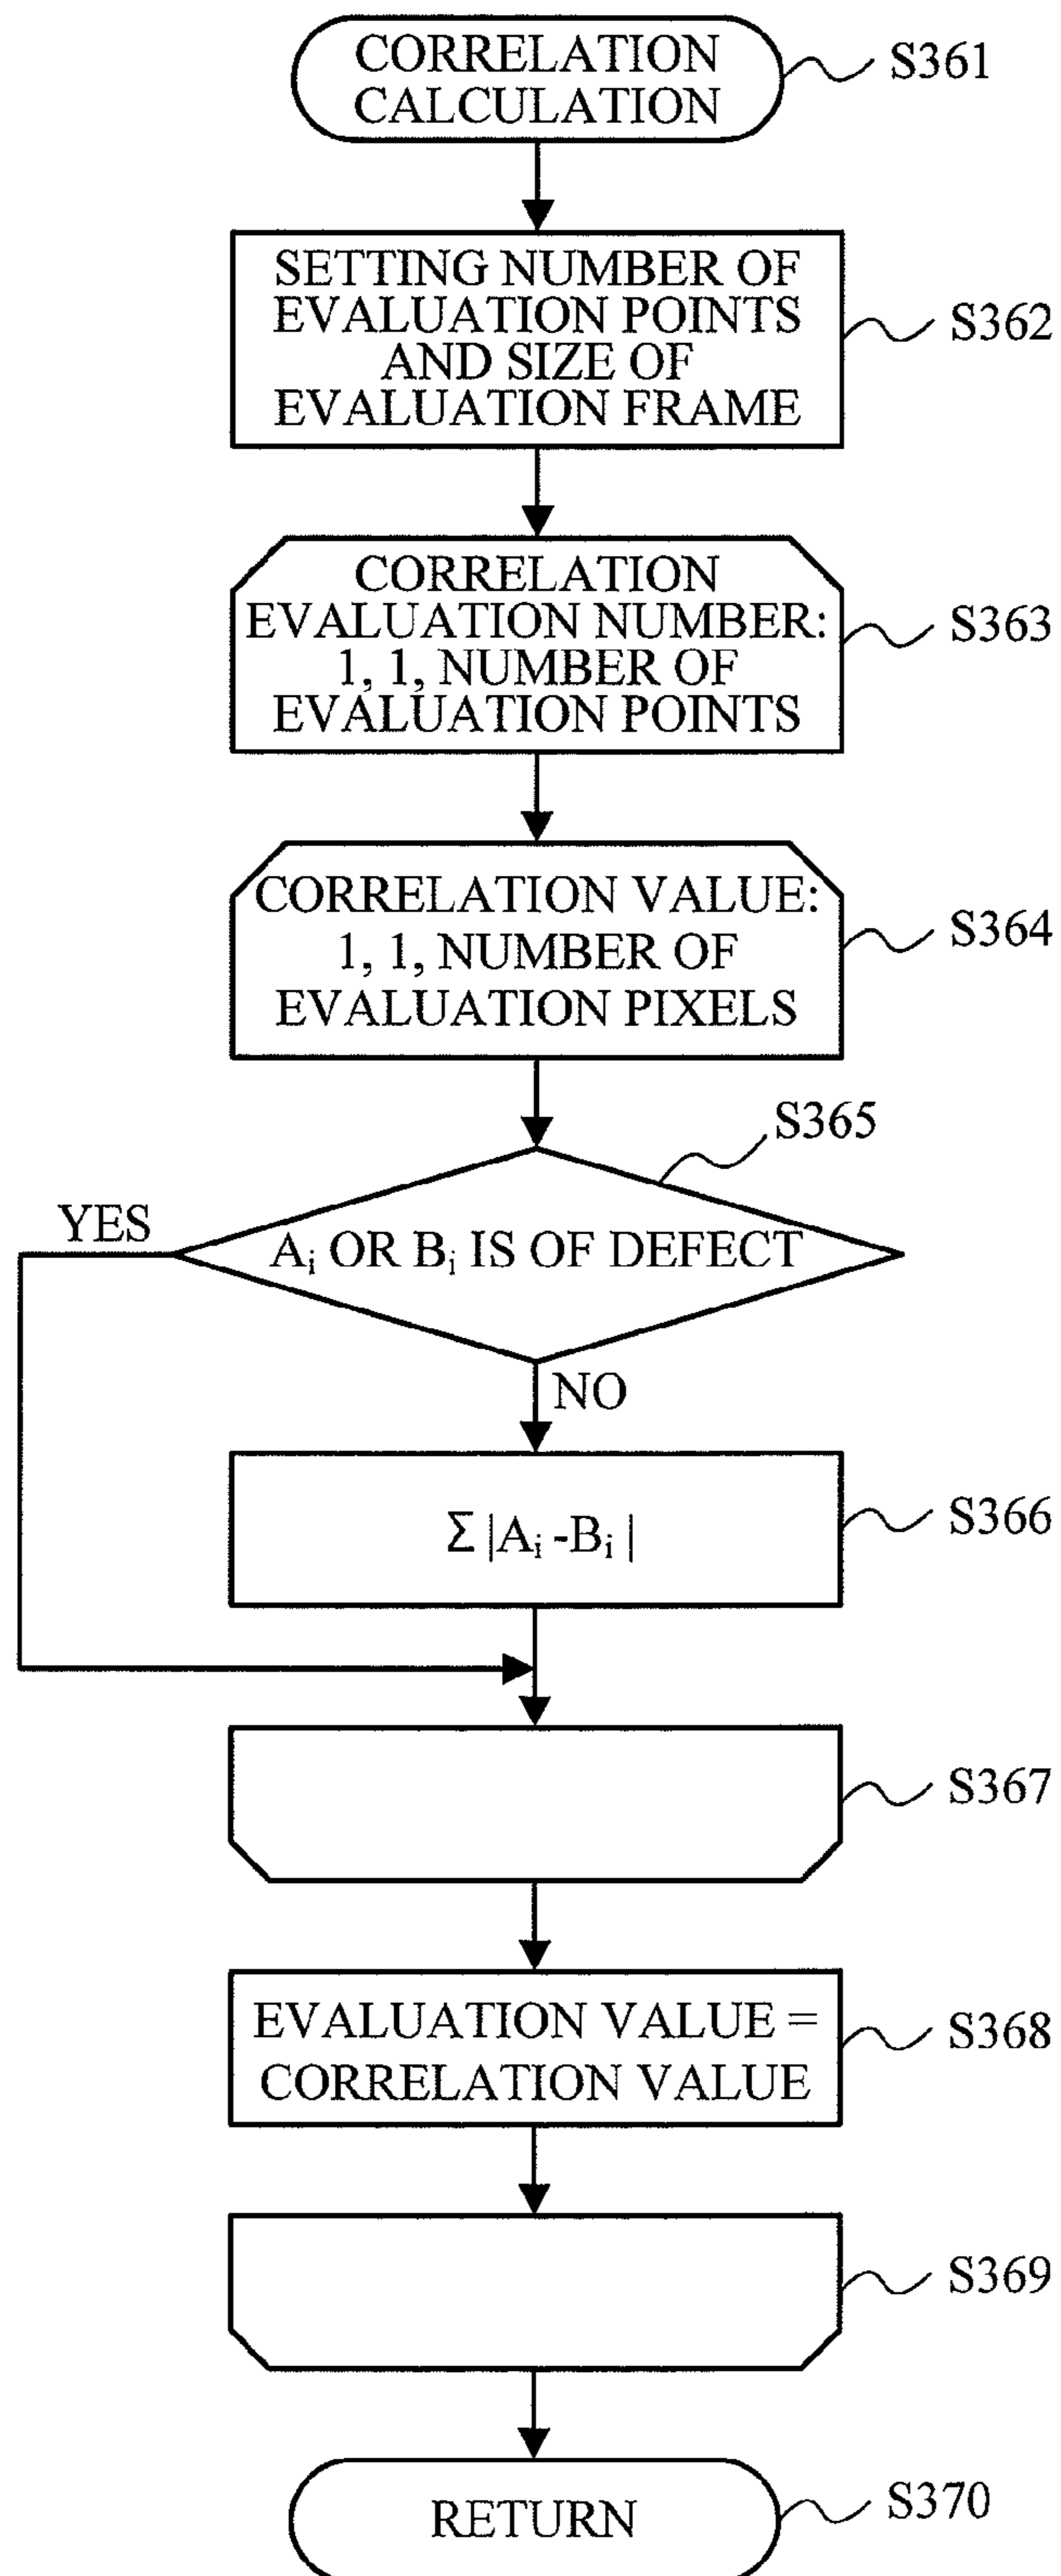 CORRELATION
CALCULATION
S361
SETTING NUMBER OF
EVALUATION POINTS
AND SIZE OF
EVALUATION FRAME
S362
CORRELATION
EVALUATION NUMBER:
1, 1, NUMBER OF
EVALUATION POINTS
S363
CORRELATION VALUE:
1, 1, NUMBER OF
EVALUATION PIXELS
S364
S365
YES
Ai OR Bi IS OF DEFECT
NO
Σ |Ai -Bi |
S366
S367
EVALUATION VALUE =
CORRELATION VALUE
S368
S369
RETURN
S370